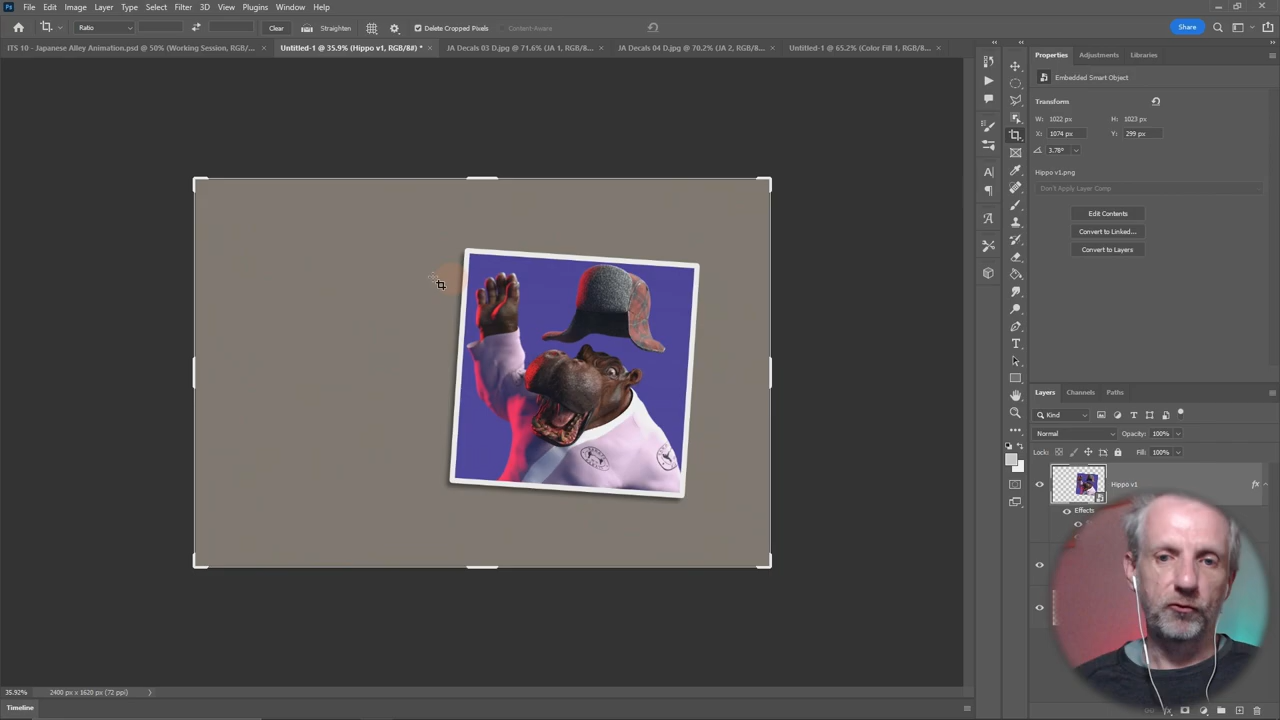 File Edit Image Layer Type Select Filter 3D View Plugins Window Help
Ratio Clear Straighten Delete Cropped Pixels Content-Aware Share
ITS 10 - Japanese Alley Animation.psd @ 50% (Working Session, RGB/... × Untitled-1 @ 35.9% (Hippo v1, RGB/8#) * × JA Decals 03 D.jpg @ 71.6% (JA 1, RGB/8... × JA Decals 04 D.jpg @ 70.2% (JA 2, RGB/8... × Untitled-1 @ 65.2% (Color Fill 1, RGB/8... ×
Properties Adjustments Libraries
Embedded Smart Object
Transform
W: 1022 px H: 1023 px
X: 1074 px Y: 299 px
3.78°
Hippo v1.png
Don't Apply Layer Comp
Edit Contents
Convert to Linked...
Convert to Layers
Layers Channels Paths
Kind
Normal Opacity: 100%
Lock: Fill: 100%
Hippo v1 fx
Effects
35.92% 2400 px x 1620 px (72 ppi)
Timeline